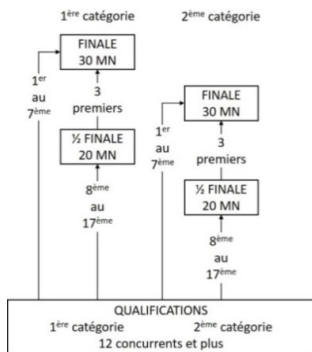 1ère catégorie
2ème catégorie
FINALE
30 MN
1er
au
7ème
3
premiers
½ FINALE
20 MN
8ème
au
17ème
FINALE
30 MN
1er
au
7ème
3
premiers
½ FINALE
20 MN
8ème
au
17ème
QUALIFICATIONS
1ère catégorie 2ème catégorie
12 concurrents et plus